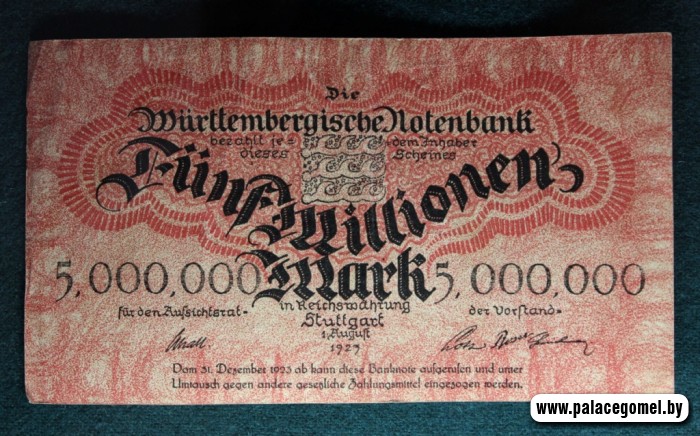 Die
Württembergische Notenbank
bezahlt je= dem Inhaber
dieses Scheines
Fünf Millionen
Mark
5,000,000 5,000,000
für den Aufsichtsrat- in Reichswährung der Vorstand-
Stuttgart
1. August
1923
Vom 31. Dezember 1923 ab kann diese Banknote aufgerufen und unter
Umtausch gegen andere gesetzliche Zahlungsmittel eingezogen werden.
www.palacegomel.by